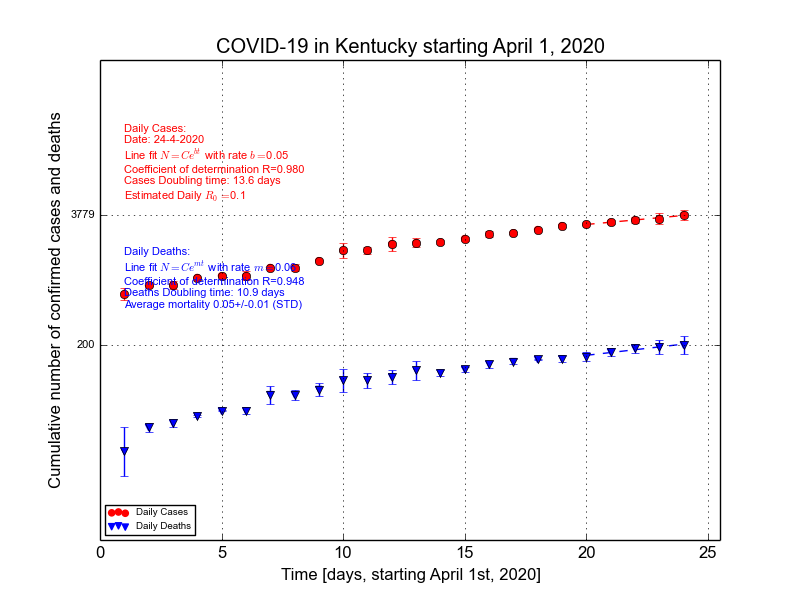 COVID-19 in Kentucky starting April 1, 2020
Cumulative number of confirmed cases and deaths
Daily Cases:
Date: 24-4-2020
Line fit N = Ce^{bt} with rate b =0.05
Coefficient of determination R=0.980
Cases Doubling time: 13.6 days
Estimated Daily R_0 =0.1
3779
Daily Deaths:
Line fit N = Ce^{mt} with rate m =0.06
Coefficient of determination R=0.948
Deaths Doubling time: 10.9 days
Average mortality 0.05+/-0.01 (STD)
200
Daily Cases
Daily Deaths
0 5 10 15 20 25
Time [days, starting April 1st, 2020]